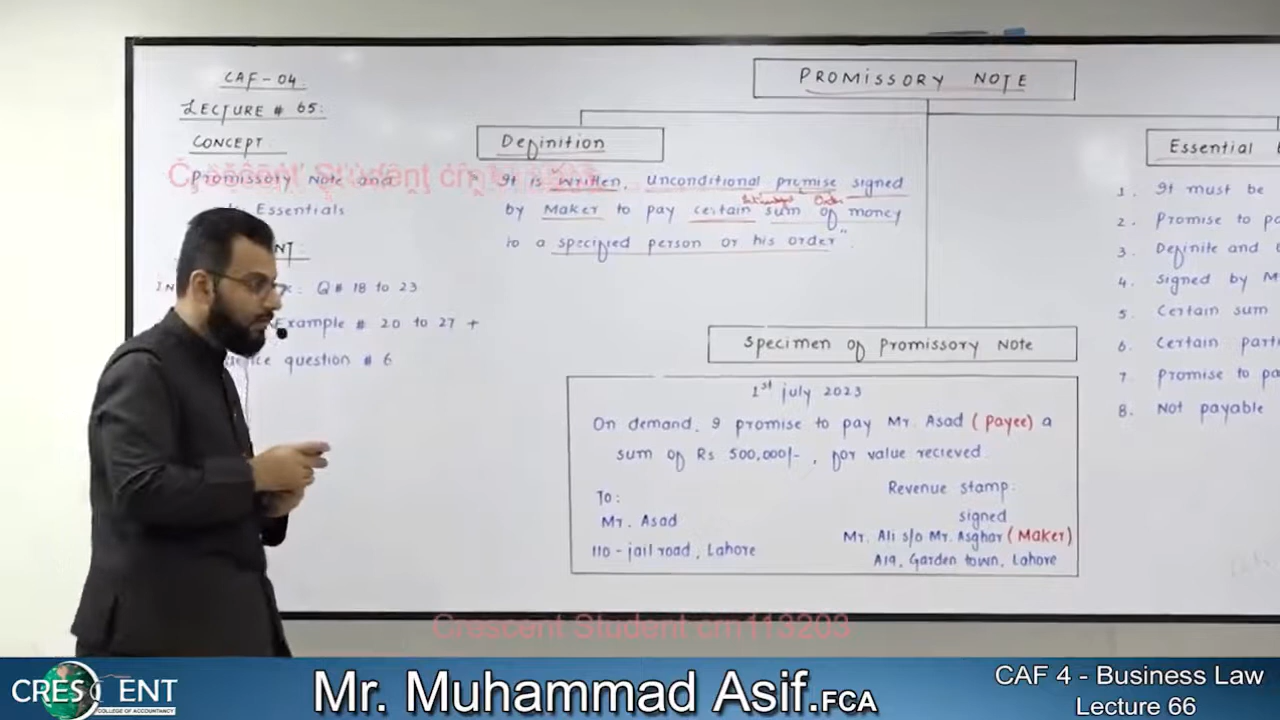 CAF - 04
LECTURE # 65:
CONCEPT
Promissory Note and
Essentials
NT
Q# 18 to 23
Example # 20 to 27 +
question # 6
PROMISSORY NOTE
Definition
It is written, unconditional promise signed
by Maker to pay certain sum of money
to a specified person or his order".
Specimen of Promissory Note
1st july 2023
On demand, I promise to pay Mr. Asad (Payee) a
sum of Rs 500,000/-, for value recieved
To:
Mr. Asad
110 - jail road, Lahore
Revenue stamp:
signed
Mr. Ali s/o Mr. Asghar (Maker)
A19, Garden town, Lahore
Essential
1. It must be
2. Promise to pa
3. Definite and
4. Signed by M
5. Certain sum
6. Certain parti
7. Promise to pa
8. Not payable
Crescent Student crn113203
CRESCENT
COLLEGE OF ACCOUNTANCY
Mr. Muhammad Asif.FCA
CAF 4 - Business Law
Lecture 66